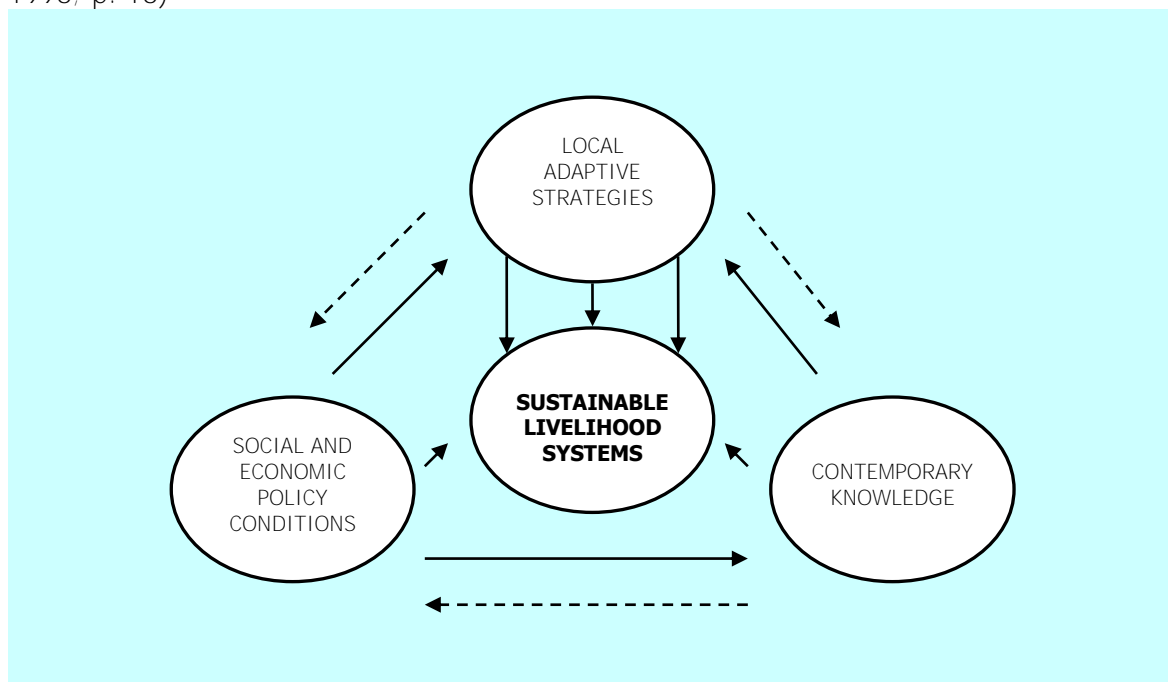 LOCAL
ADAPTIVE
STRATEGIES
SUSTAINABLE
LIVELIHOOD
SYSTEMS
SOCIAL AND
ECONOMIC
POLICY
CONDITIONS
CONTEMPORARY
KNOWLEDGE